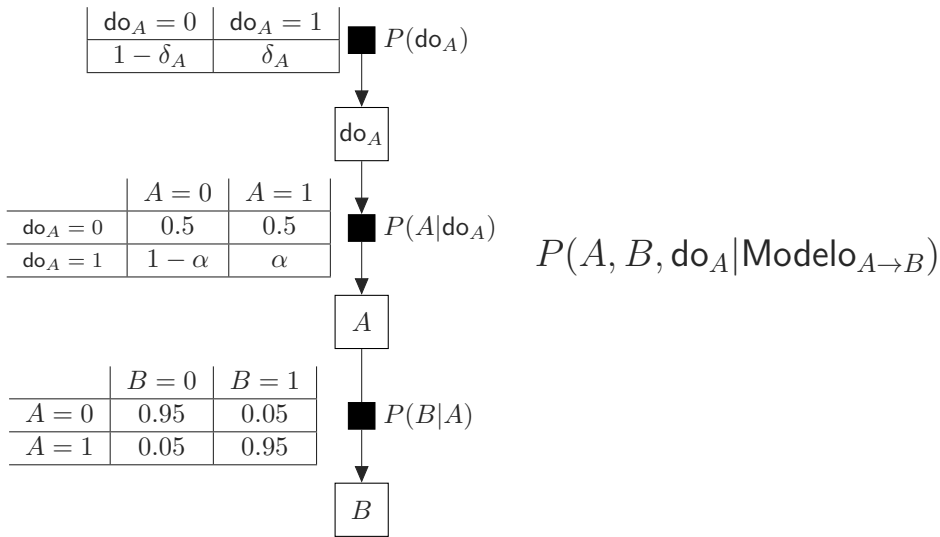 do_A = 0 do_A = 1
1 − δ_A δ_A
P(do_A)
do_A
A = 0 A = 1
do_A = 0 0.5 0.5
do_A = 1 1 − α α
P(A|do_A)
P(A, B, do_A|Modelo_{A→B})
A
B = 0 B = 1
A = 0 0.95 0.05
A = 1 0.05 0.95
P(B|A)
B